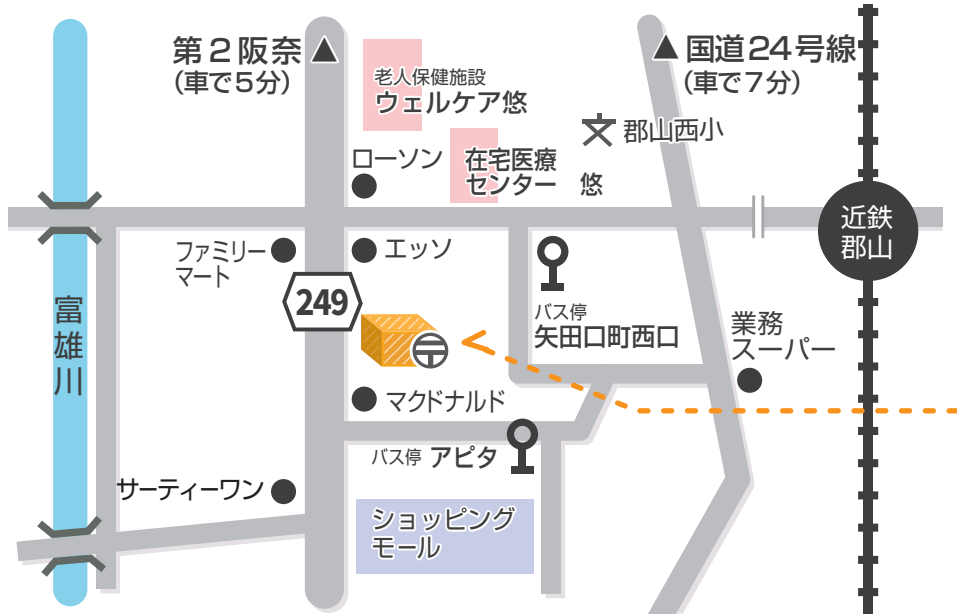 第2阪奈
(車で5分)
老人保健施設
ウェルケア悠
国道24号線
(車で7分)
郡山西小
ローソン
在宅医療
センター 悠
近鉄
郡山
ファミリー
マート
エッソ
249
富雄川
バス停
矢田口町西口
業務
スーパー
マクドナルド
バス停 アピタ
サーティーワン
ショッピング
モール